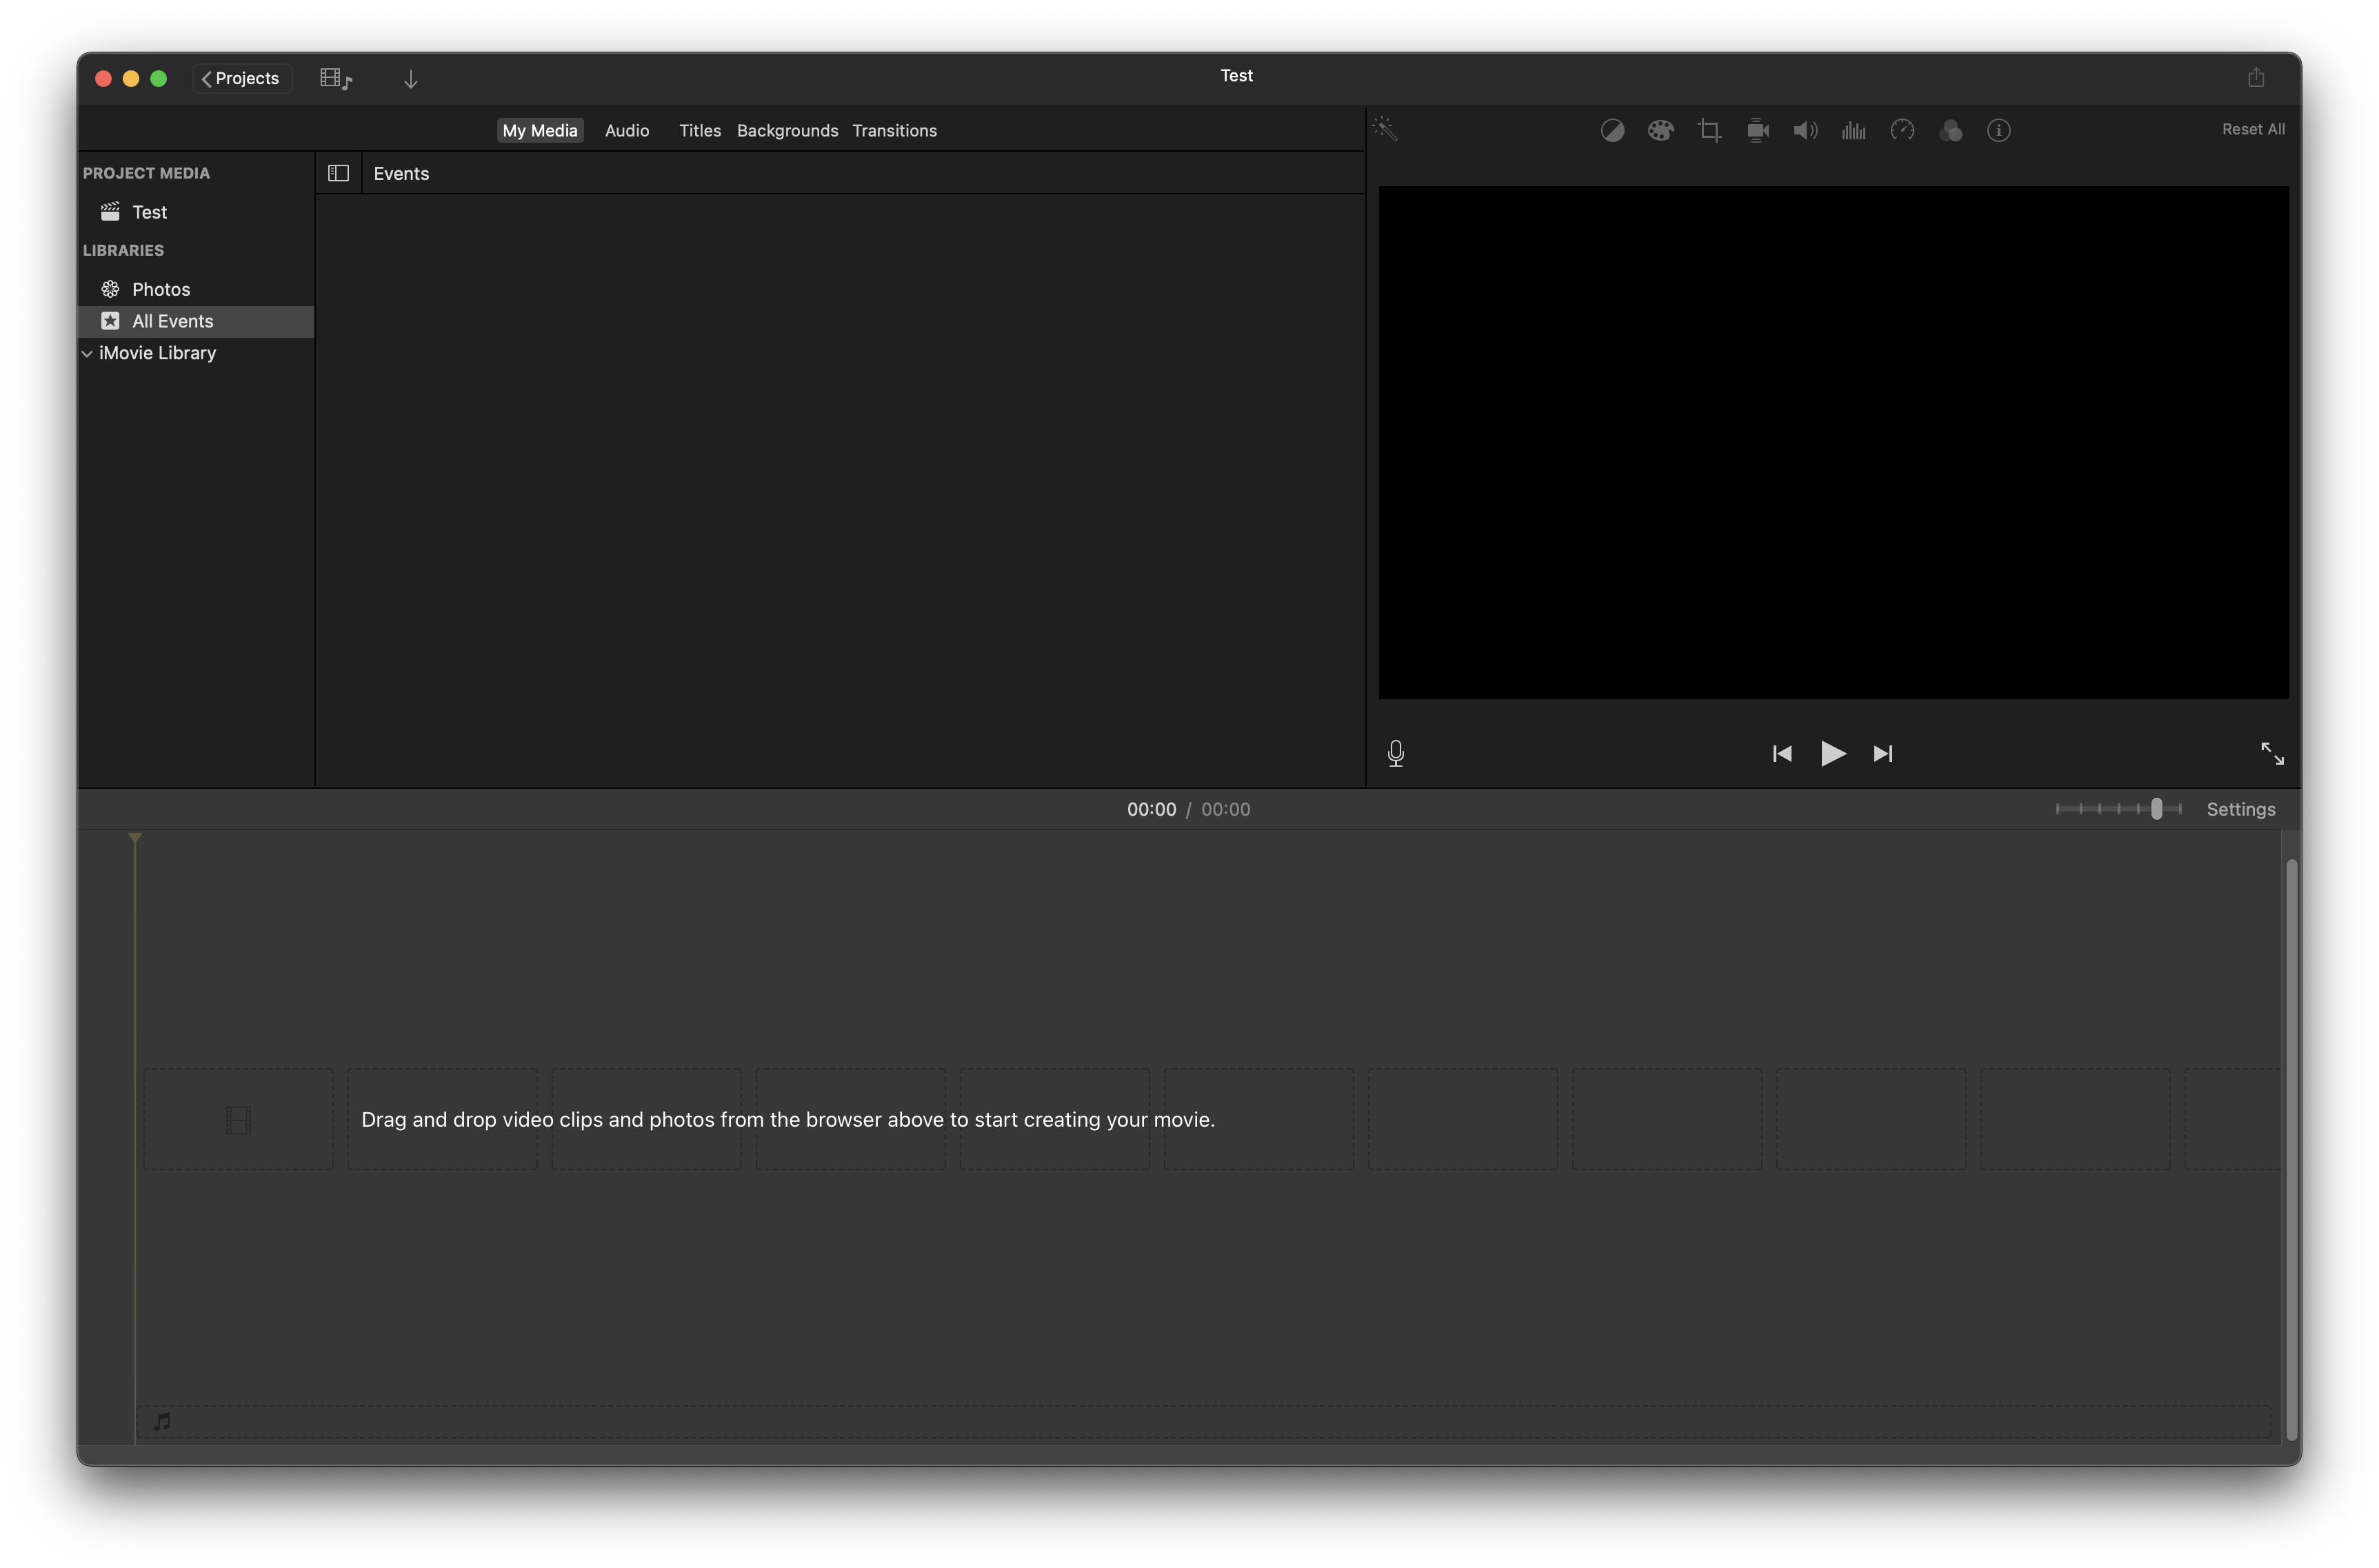 Projects
Test
My Media Audio Titles Backgrounds Transitions
Reset All
PROJECT MEDIA
Test
LIBRARIES
Photos
All Events
iMovie Library
Events
00:00 / 00:00
Settings
Drag and drop video clips and photos from the browser above to start creating your movie.